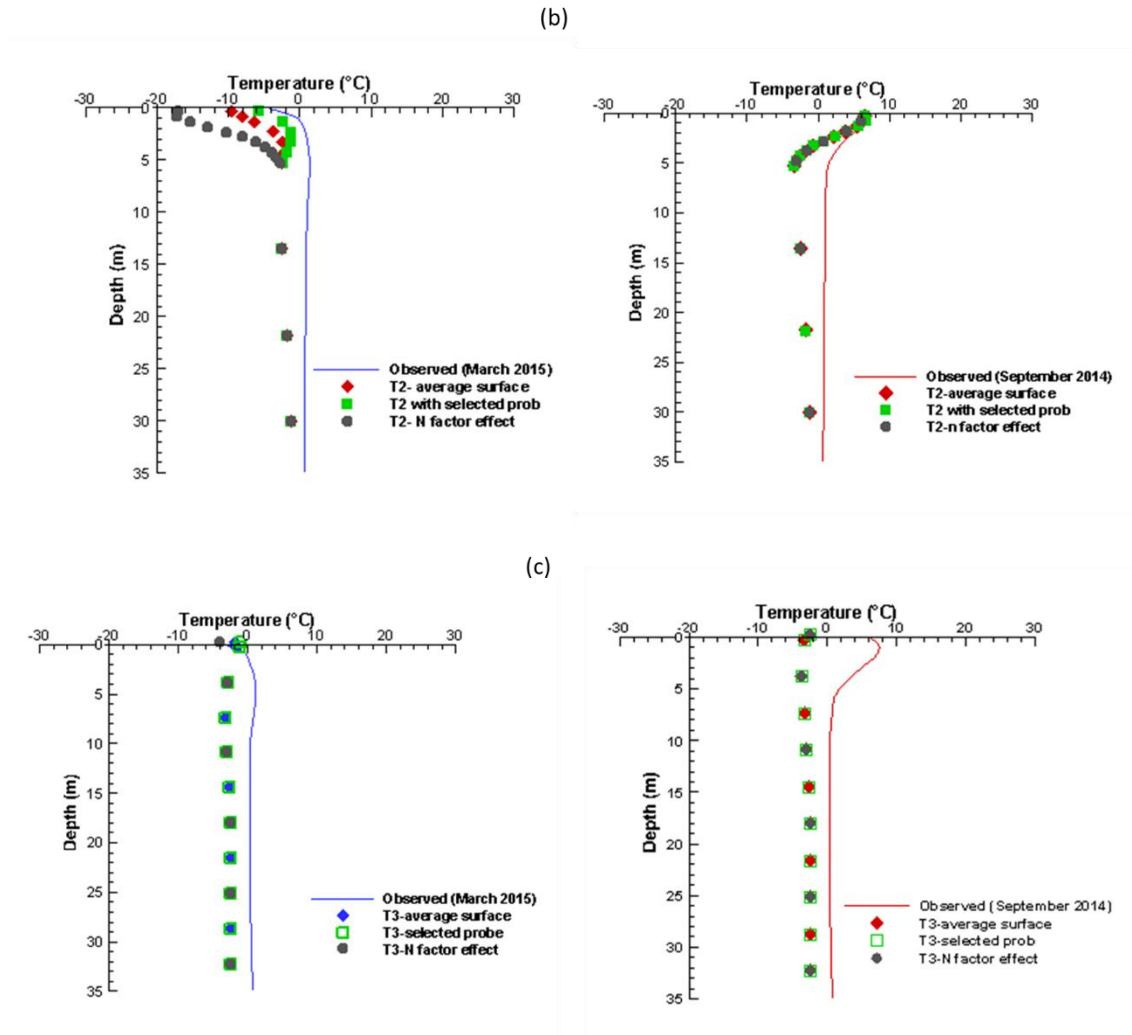 (b)
Temperature (°C)
-30 -20 -10 0 10 20 30
0
5
10
15
20
25
30
35
Depth (m)
Observed (March 2015)
T2- average surface
T2 with selected prob
T2- N factor effect
Temperature (°C)
-20 -10 0 10 20 30
0
5
10
15
20
25
30
35
Depth (m)
Observed (September 2014)
T2-average surface
T2 with selected prob
T2-n factor effect
(c)
Temperature (°C)
-30 -20 -10 0 10 20 30
0
5
10
15
20
25
30
35
Depth (m)
Observed (March 2015)
T3-average surface
T3-selected probe
T3-N factor effect
Temperature (°C)
-30 -20 -10 0 10 20 30
0
5
10
15
20
25
30
35
Depth (m)
Observed (September 2014)
T3-average surface
T3-selected prob
T3-N factor effect